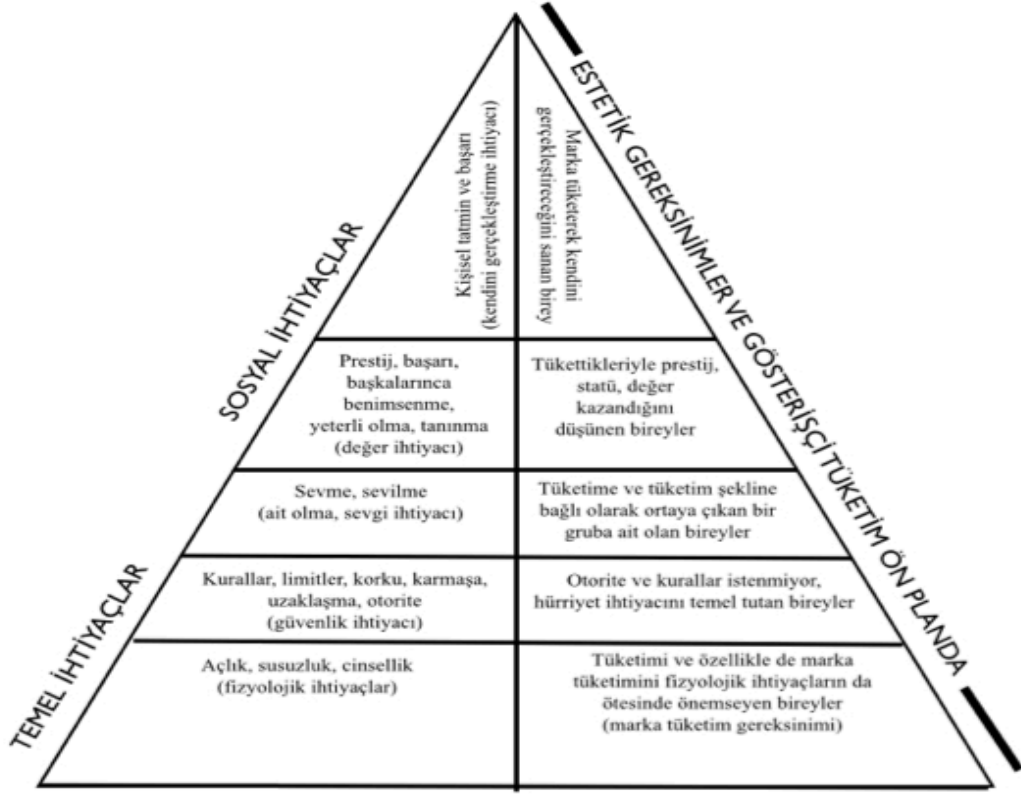 Kişisel tatmin ve başarı
(kendini gerçekleştirme ihtiyacı)
Marka tüketerek kendini
gerçekleştireceğini sanan birey
Prestij, başarı,
başkalarınca
benimsenme,
yeterli olma, tanınma
(değer ihtiyacı)
Tükettikleriyle prestij,
statü, değer
kazandığını
düşünen bireyler
Sevme, sevilme
(ait olma, sevgi ihtiyacı)
Tüketime ve tüketim şekline
bağlı olarak ortaya çıkan bir
gruba ait olan bireyler
Kurallar, limitler, korku, karmaşa,
uzaklaşma, otorite
(güvenlik ihtiyacı)
Otorite ve kurallar istenmiyor,
hürriyet ihtiyacını temel tutan bireyler
Açlık, susuzluk, cinsellik
(fizyolojik ihtiyaçlar)
Tüketimi ve özellikle de marka
tüketimini fizyolojik ihtiyaçların da
ötesinde önemseyen bireyler
(marka tüketim gereksinimi)
SOSYAL İHTİYAÇLAR
TEMEL İHTİYAÇLAR
ESTETİK GEREKSİNİMLER VE GÖSTERİŞÇİ TÜKETİM ÖN PLANDA